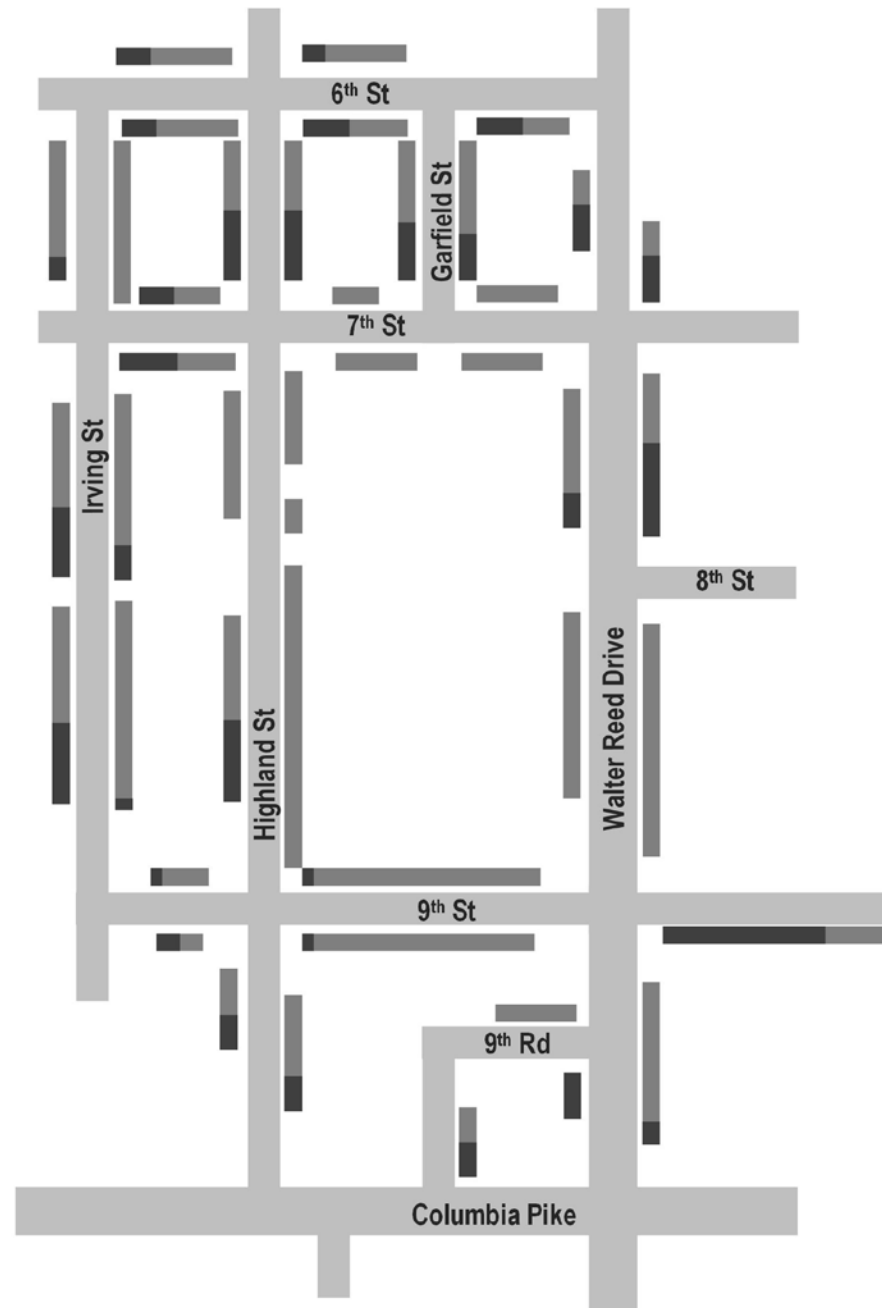 6th St
Garfield St
7th St
Irving St
8th St
Highland St
Walter Reed Drive
9th St
9th Rd
Columbia Pike